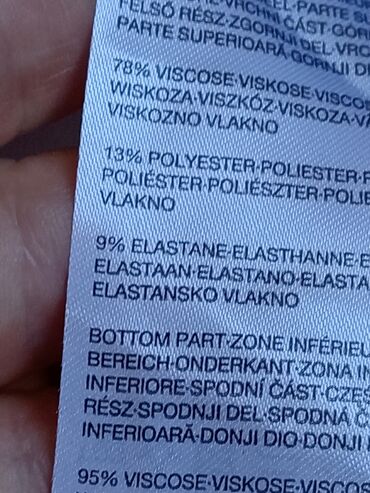 FELSŐ RÉSZ·ZGORNJI DEL·VRCHNÍ ČÁST·GÓR
PARTE SUPERIOARĂ·GORNJI DI
78% VISCOSE·VISKOSE·VISCOS
WISKOZA·VISZKÓZ·VISKOZA·VÁ
VISKOZNO VLAKNO
13% POLYESTER·POLIESTER·P
POLIÉSTER·POLIÉSZTER·POLIE
VLAKNO
9% ELASTANE·ELASTHANNE·E
ELASTAAN·ELASTANO·ELASTA
ELASTANSKO VLAKNO
BOTTOM PART·ZONE INFÉRIEU
BEREICH·ONDERKANT·ZONA IN
INFERIORE·SPODNÍ ČÁST·CZĘŚ
RÉSZ·SPODNJI DEL·SPODNÁ Č
INFERIOARĂ·DONJI DIO·DONJI
95% VISCOSE·VISKOSE·VISCOS